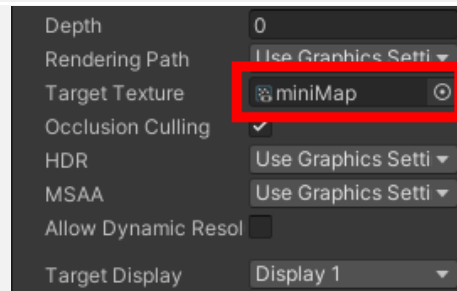 Depth 0
Rendering Path Use Graphics Setti
Target Texture miniMap
Occlusion Culling
HDR Use Graphics Setti
MSAA Use Graphics Setti
Allow Dynamic Resol
Target Display Display 1